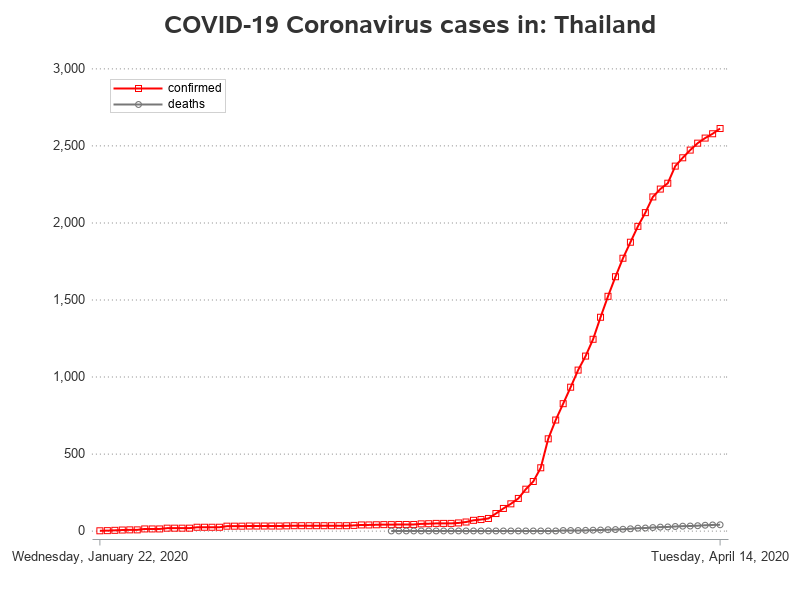 COVID-19 Coronavirus cases in: Thailand
3,000
confirmed
deaths
2,500
2,000
1,500
1,000
500
0
Wednesday, January 22, 2020
Tuesday, April 14, 2020